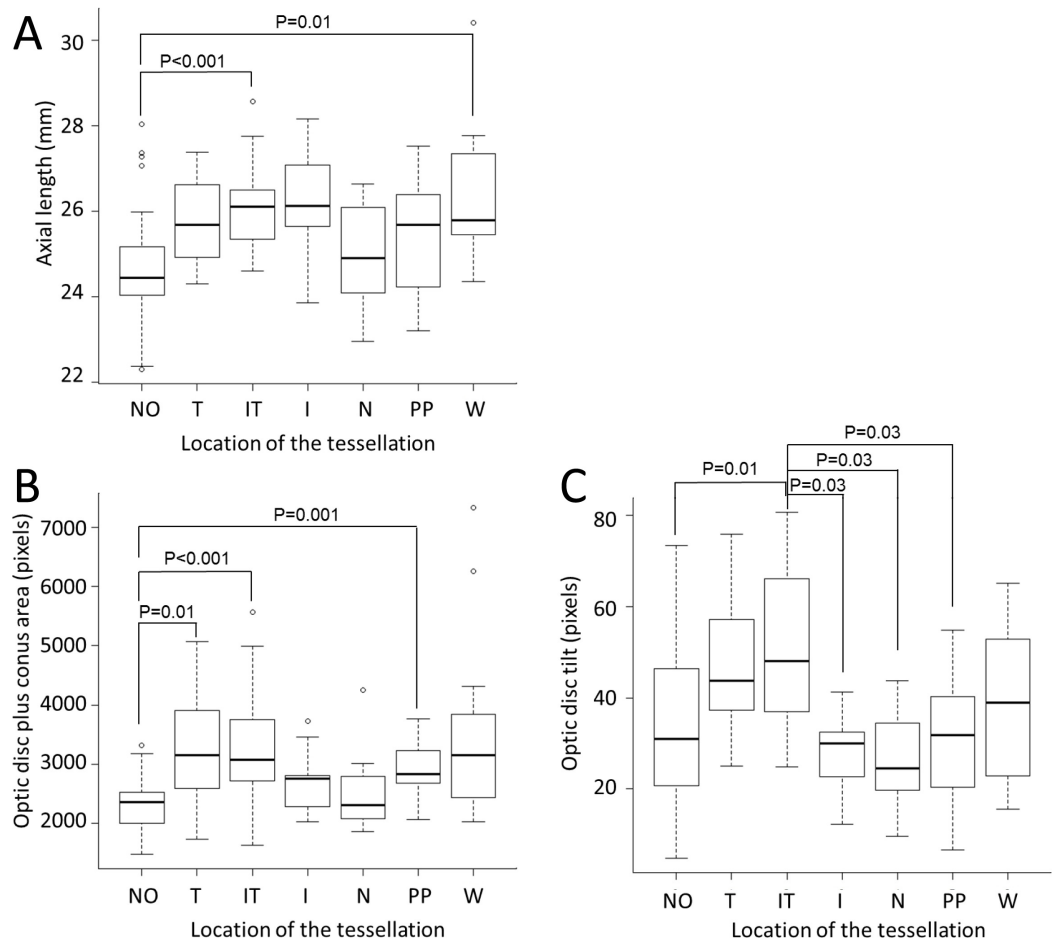 A
P=0.01
P<0.001
Axial length (mm)
30
28
26
24
22
NO T IT I N PP W
Location of the tessellation
B
P=0.001
P<0.001
P=0.01
Optic disc plus conus area (pixels)
7000
6000
5000
4000
3000
2000
NO T IT I N PP W
Location of the tessellation
C
P=0.03
P=0.01 P=0.03
P=0.03
Optic disc tilt (pixels)
80
60
40
20
NO T IT I N PP W
Location of the tessellation